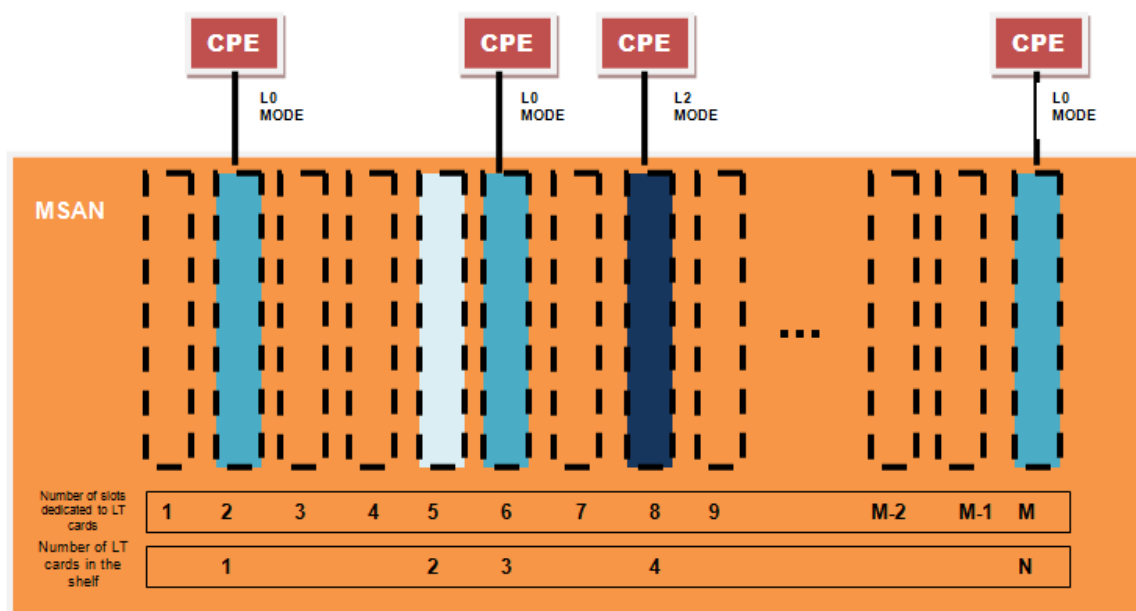 CPE CPE CPE CPE
L0
MODE
L0
MODE
L2
MODE
L0
MODE
MSAN
...
Number of slots
dedicated to LT
cards
1 2 3 4 5 6 7 8 9 M-2 M-1 M
Number of LT
cards in the
shelf
1 2 3 4 N